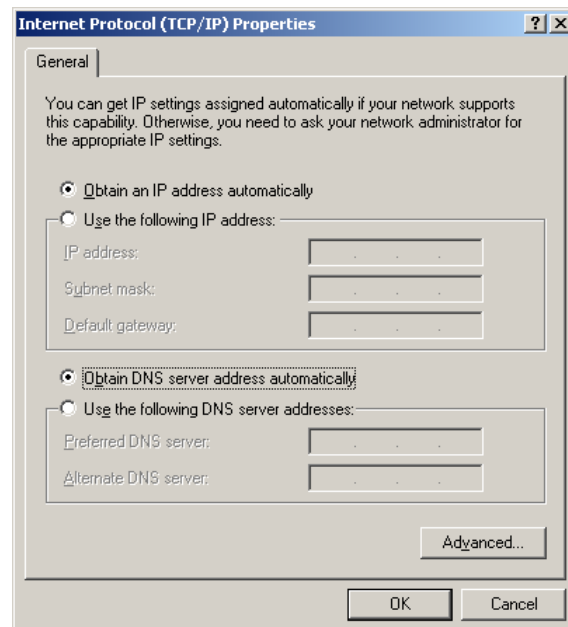 Internet Protocol (TCP/IP) Properties
General
You can get IP settings assigned automatically if your network supports
this capability. Otherwise, you need to ask your network administrator for
the appropriate IP settings.
Obtain an IP address automatically
Use the following IP address:
IP address:
Subnet mask:
Default gateway:
Obtain DNS server address automatically
Use the following DNS server addresses:
Preferred DNS server:
Alternate DNS server:
Advanced...
OK
Cancel